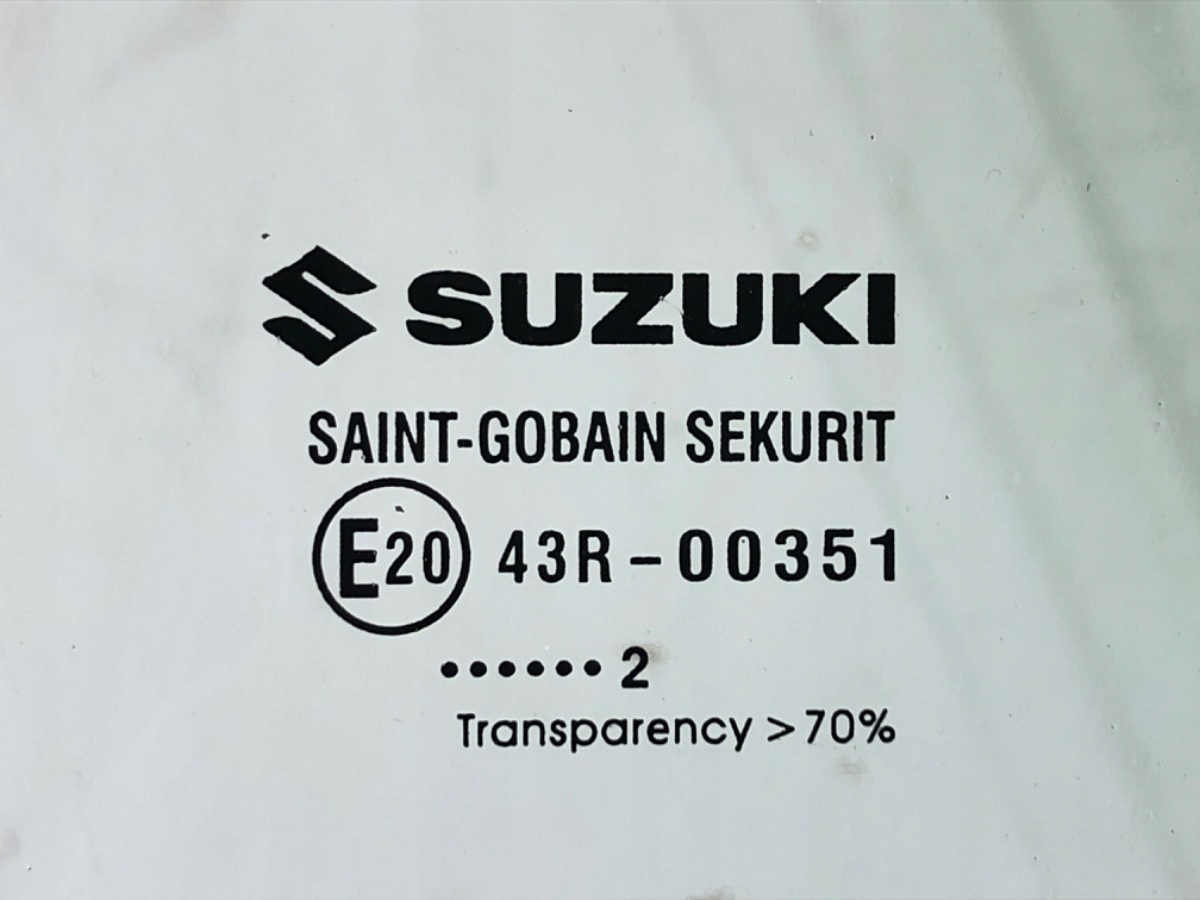 SUZUKI
SAINT-GOBAIN SEKURIT
E20 43R-00351
••••••2
Transparency >70%